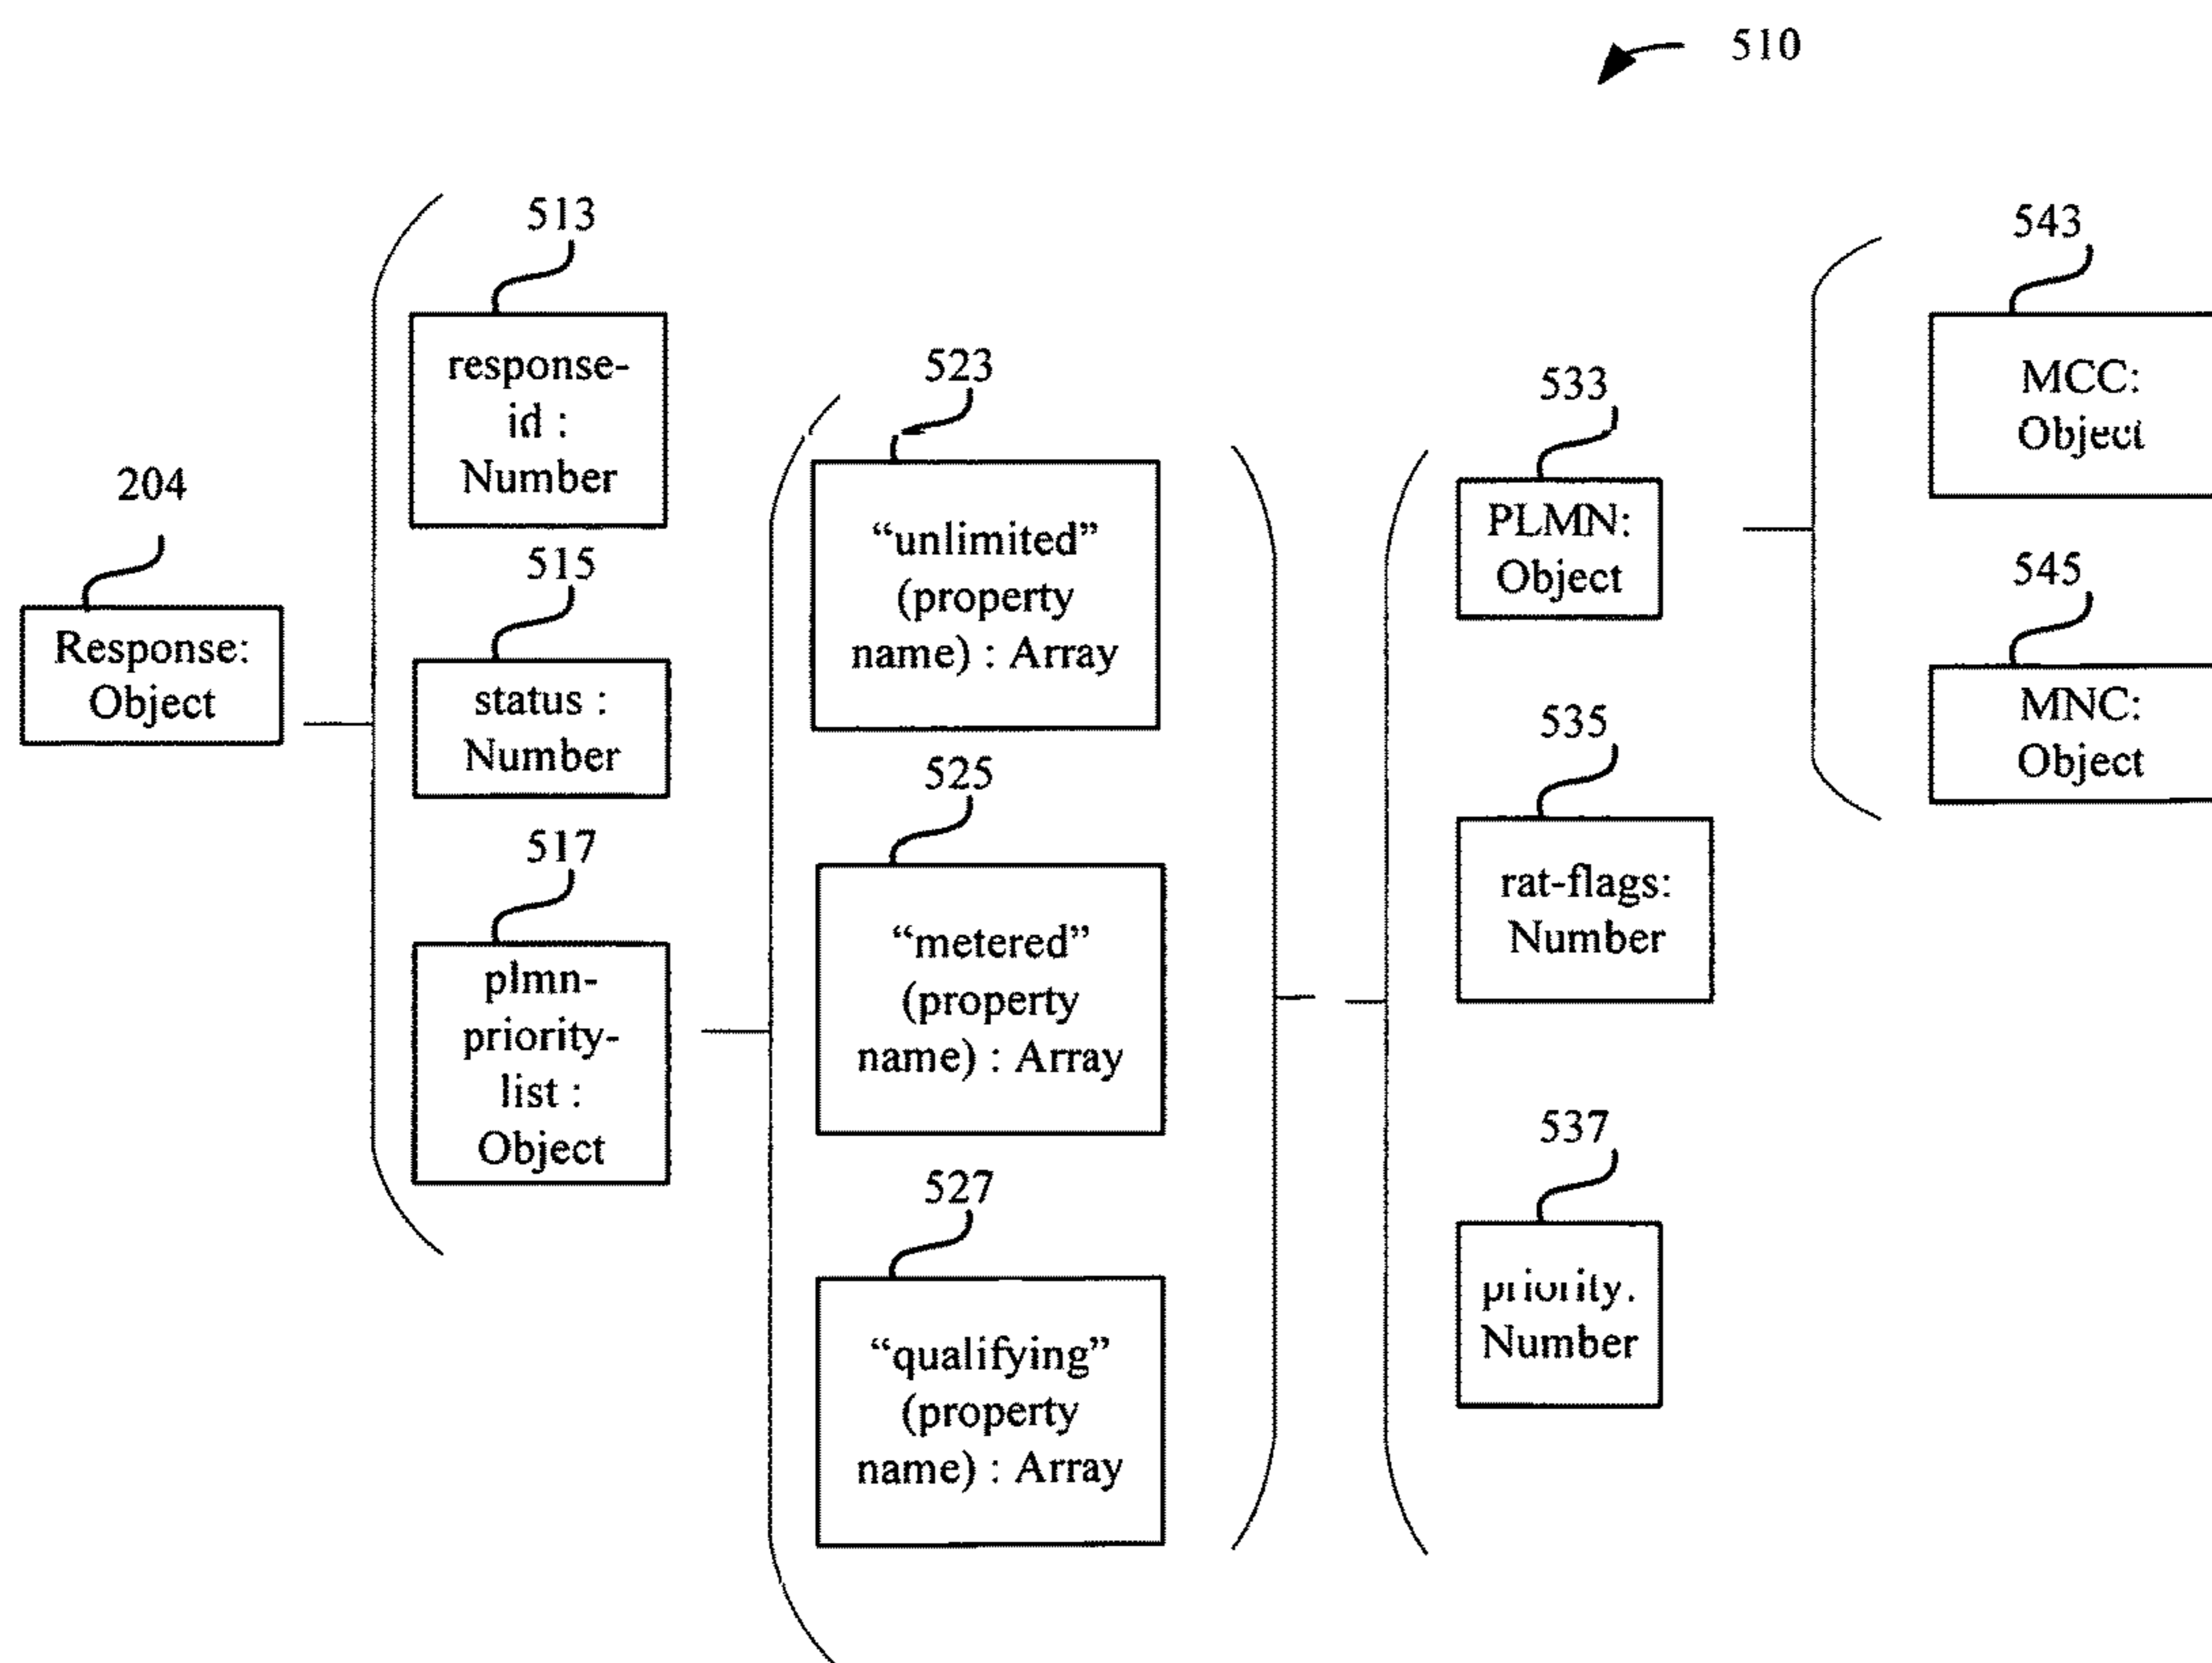 510
204
Response:
Object
513
response-
id :
Number
515
status :
Number
517
plmn-
priority-
list :
Object
523
“unlimited”
(property
name) : Array
525
“metered”
(property
name) : Array
527
“qualifying”
(property
name) : Array
533
PLMN:
Object
535
rat-flags:
Number
537
priority:
Number
543
MCC:
Object
545
MNC:
Object